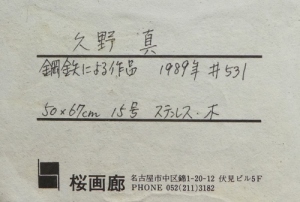 久野 真
鋼鉄による作品 1989年 #531
50×67cm 15号 ステンレス・木
桜画廊 名古屋市中区錦1-20-12 伏見ビル5F
PHONE 052(211)3182